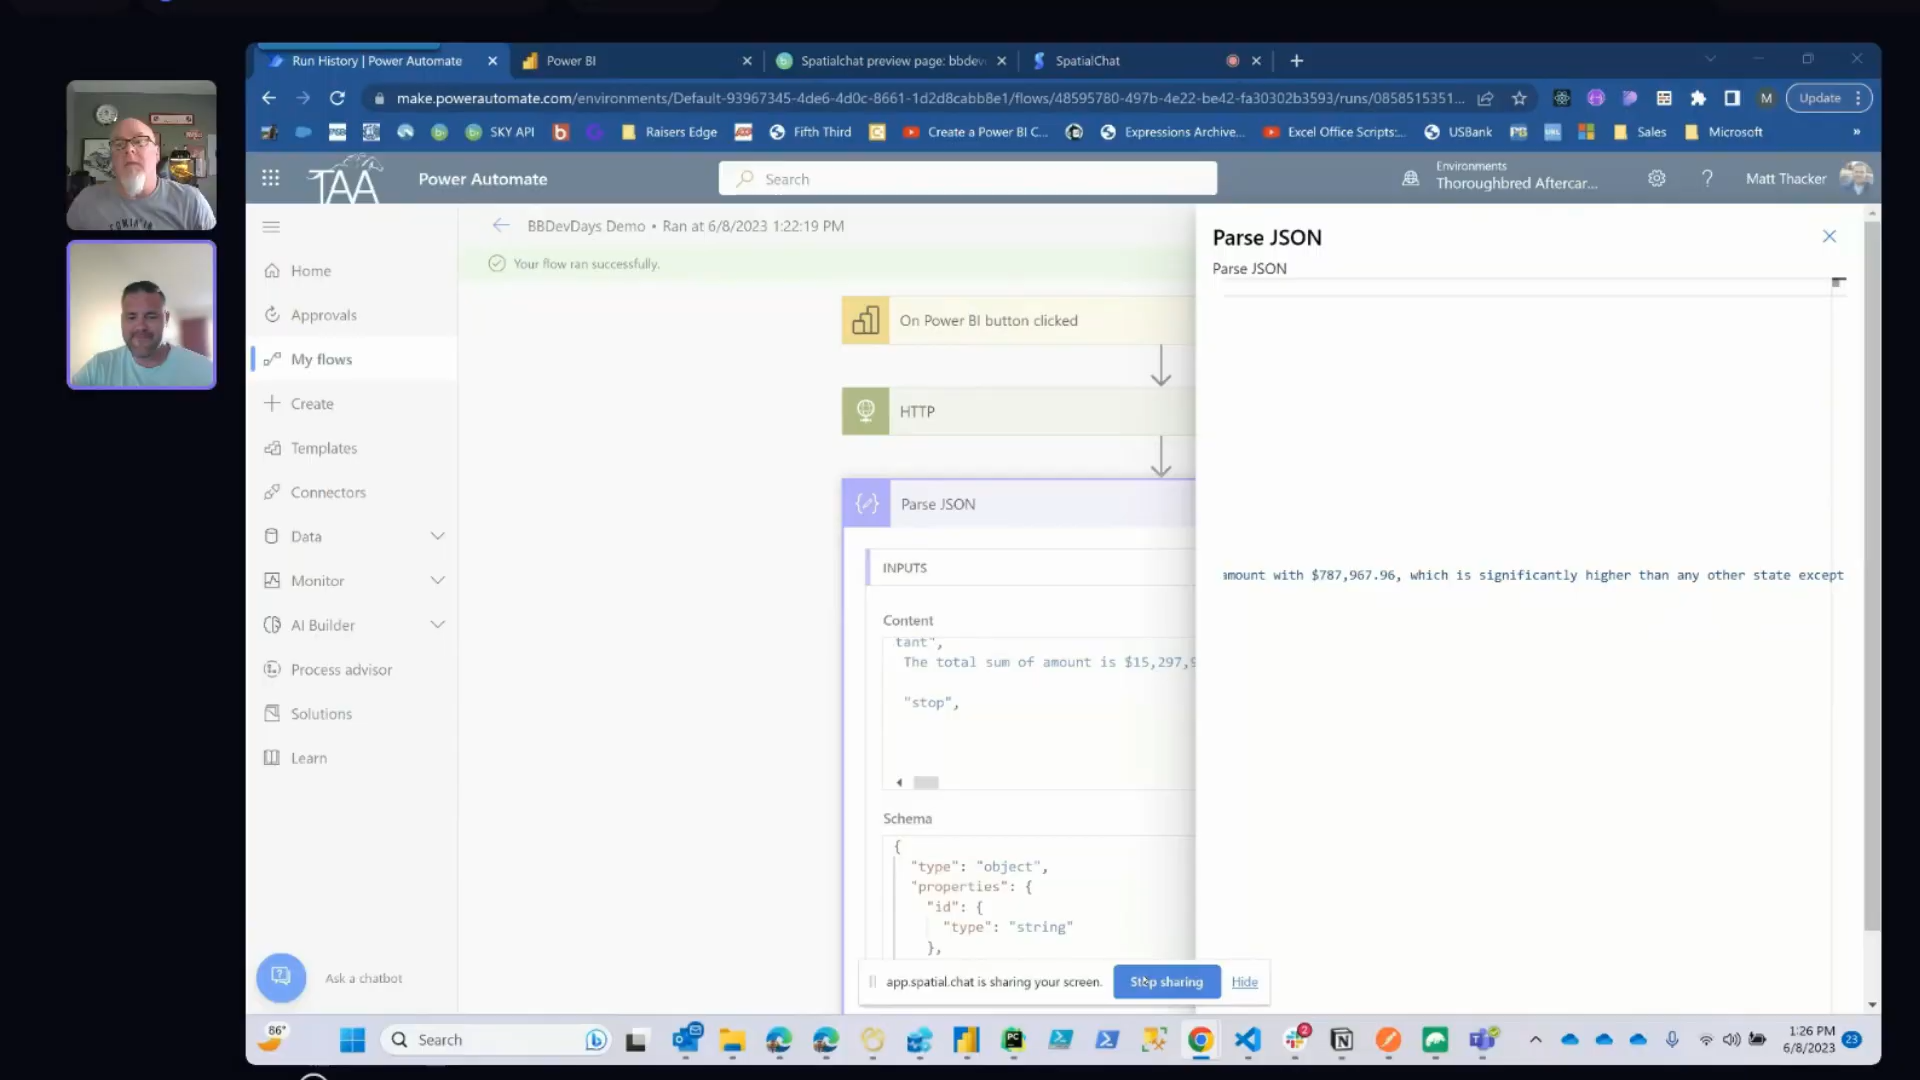 Run History | Power Automate
Power BI
Spatialchat preview page: bbdev
SpatialChat
make.powerautomate.com/environments/Default-93967345-4de6-4d0c-8661-1d2d8cabb8e1/flows/48595780-497b-4e22-be42-fa30302b3593/runs/0858515351...
M
Update
SKY API
Raisers Edge
Fifth Third
Create a Power BI C...
Expressions Archive...
Excel Office Scripts:...
USBank
Sales
Microsoft
»
TAA
Power Automate
Search
Environments
Thoroughbred Aftercar...
?
Matt Thacker
BBDevDays Demo • Ran at 6/8/2023 1:22:19 PM
Your flow ran successfully.
Home
Approvals
My flows
Create
Templates
Connectors
Data
Monitor
AI Builder
Process advisor
Solutions
Learn
Ask a chatbot
On Power BI button clicked
HTTP
Parse JSON
INPUTS
Content
tant",
The total sum of amount is $15,297,9
"stop",
Schema
{
"type": "object",
"properties": {
"id": {
"type": "string"
},
Parse JSON
Parse JSON
amount with $787,967.96, which is significantly higher than any other state except
app.spatial.chat is sharing your screen.
Stop sharing
Hide
86°
Search
2
1:26 PM
6/8/2023
23